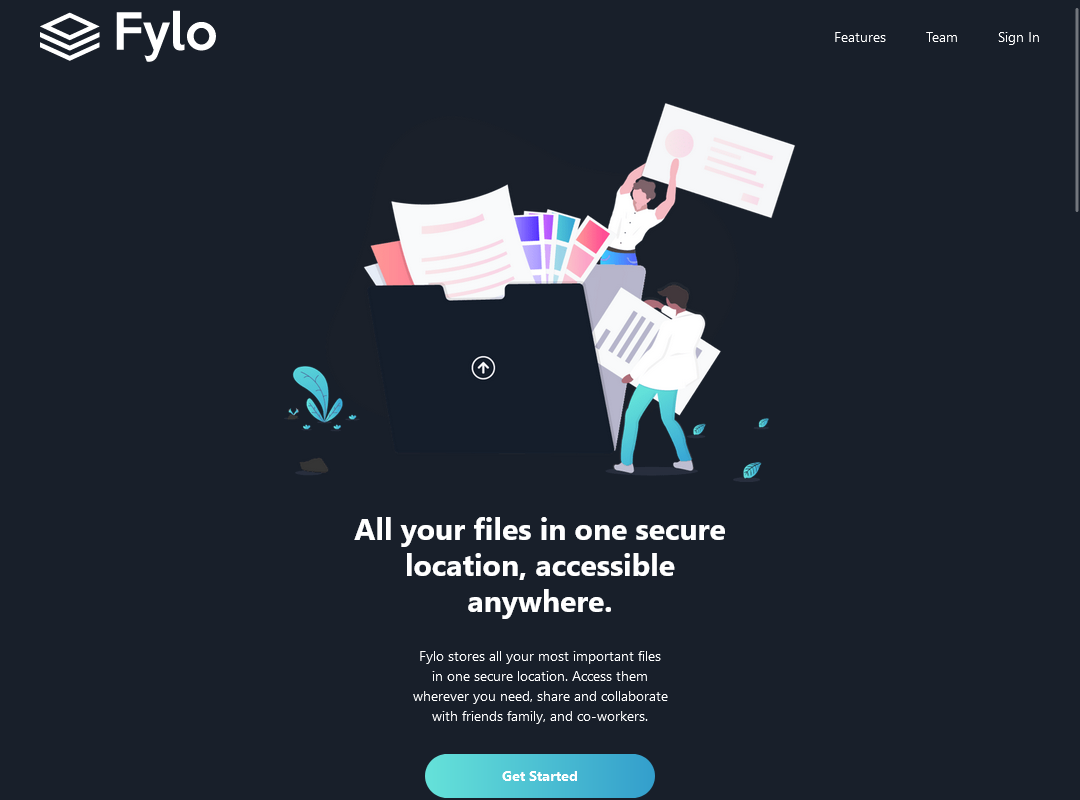 Fylo
Features
Team
Sign In
All your files in one secure
location, accessible
anywhere.
Fylo stores all your most important files
in one secure location. Access them
wherever you need, share and collaborate
with friends family, and co-workers.
Get Started